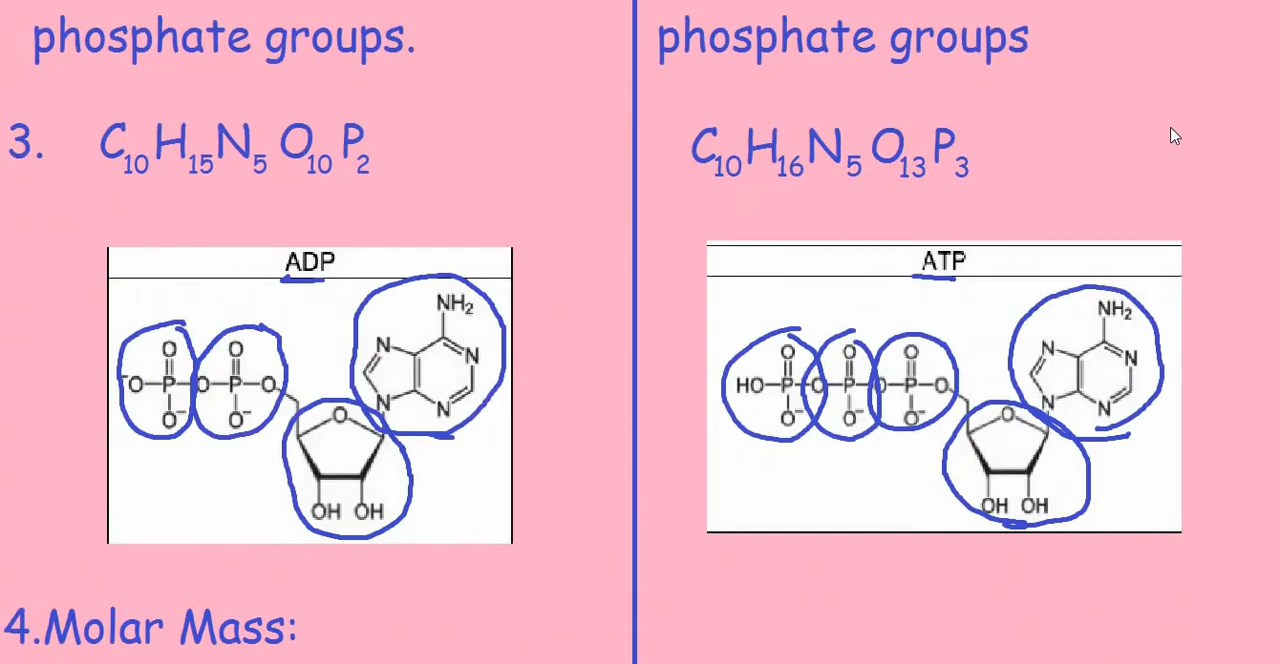 phosphate groups.
3. C₁₀H₁₅N₅O₁₀P₂
ADP
NH₂
N
N
N
N
O
O
⁻O-P-O-P-O
O⁻
O⁻
O
OH
OH
4.Molar Mass:
phosphate groups
C₁₀H₁₆N₅O₁₃P₃
ATP
NH₂
N
N
N
N
O
O
O
HO-P-O-P-O-P-O
O⁻
O⁻
O⁻
O
OH
OH